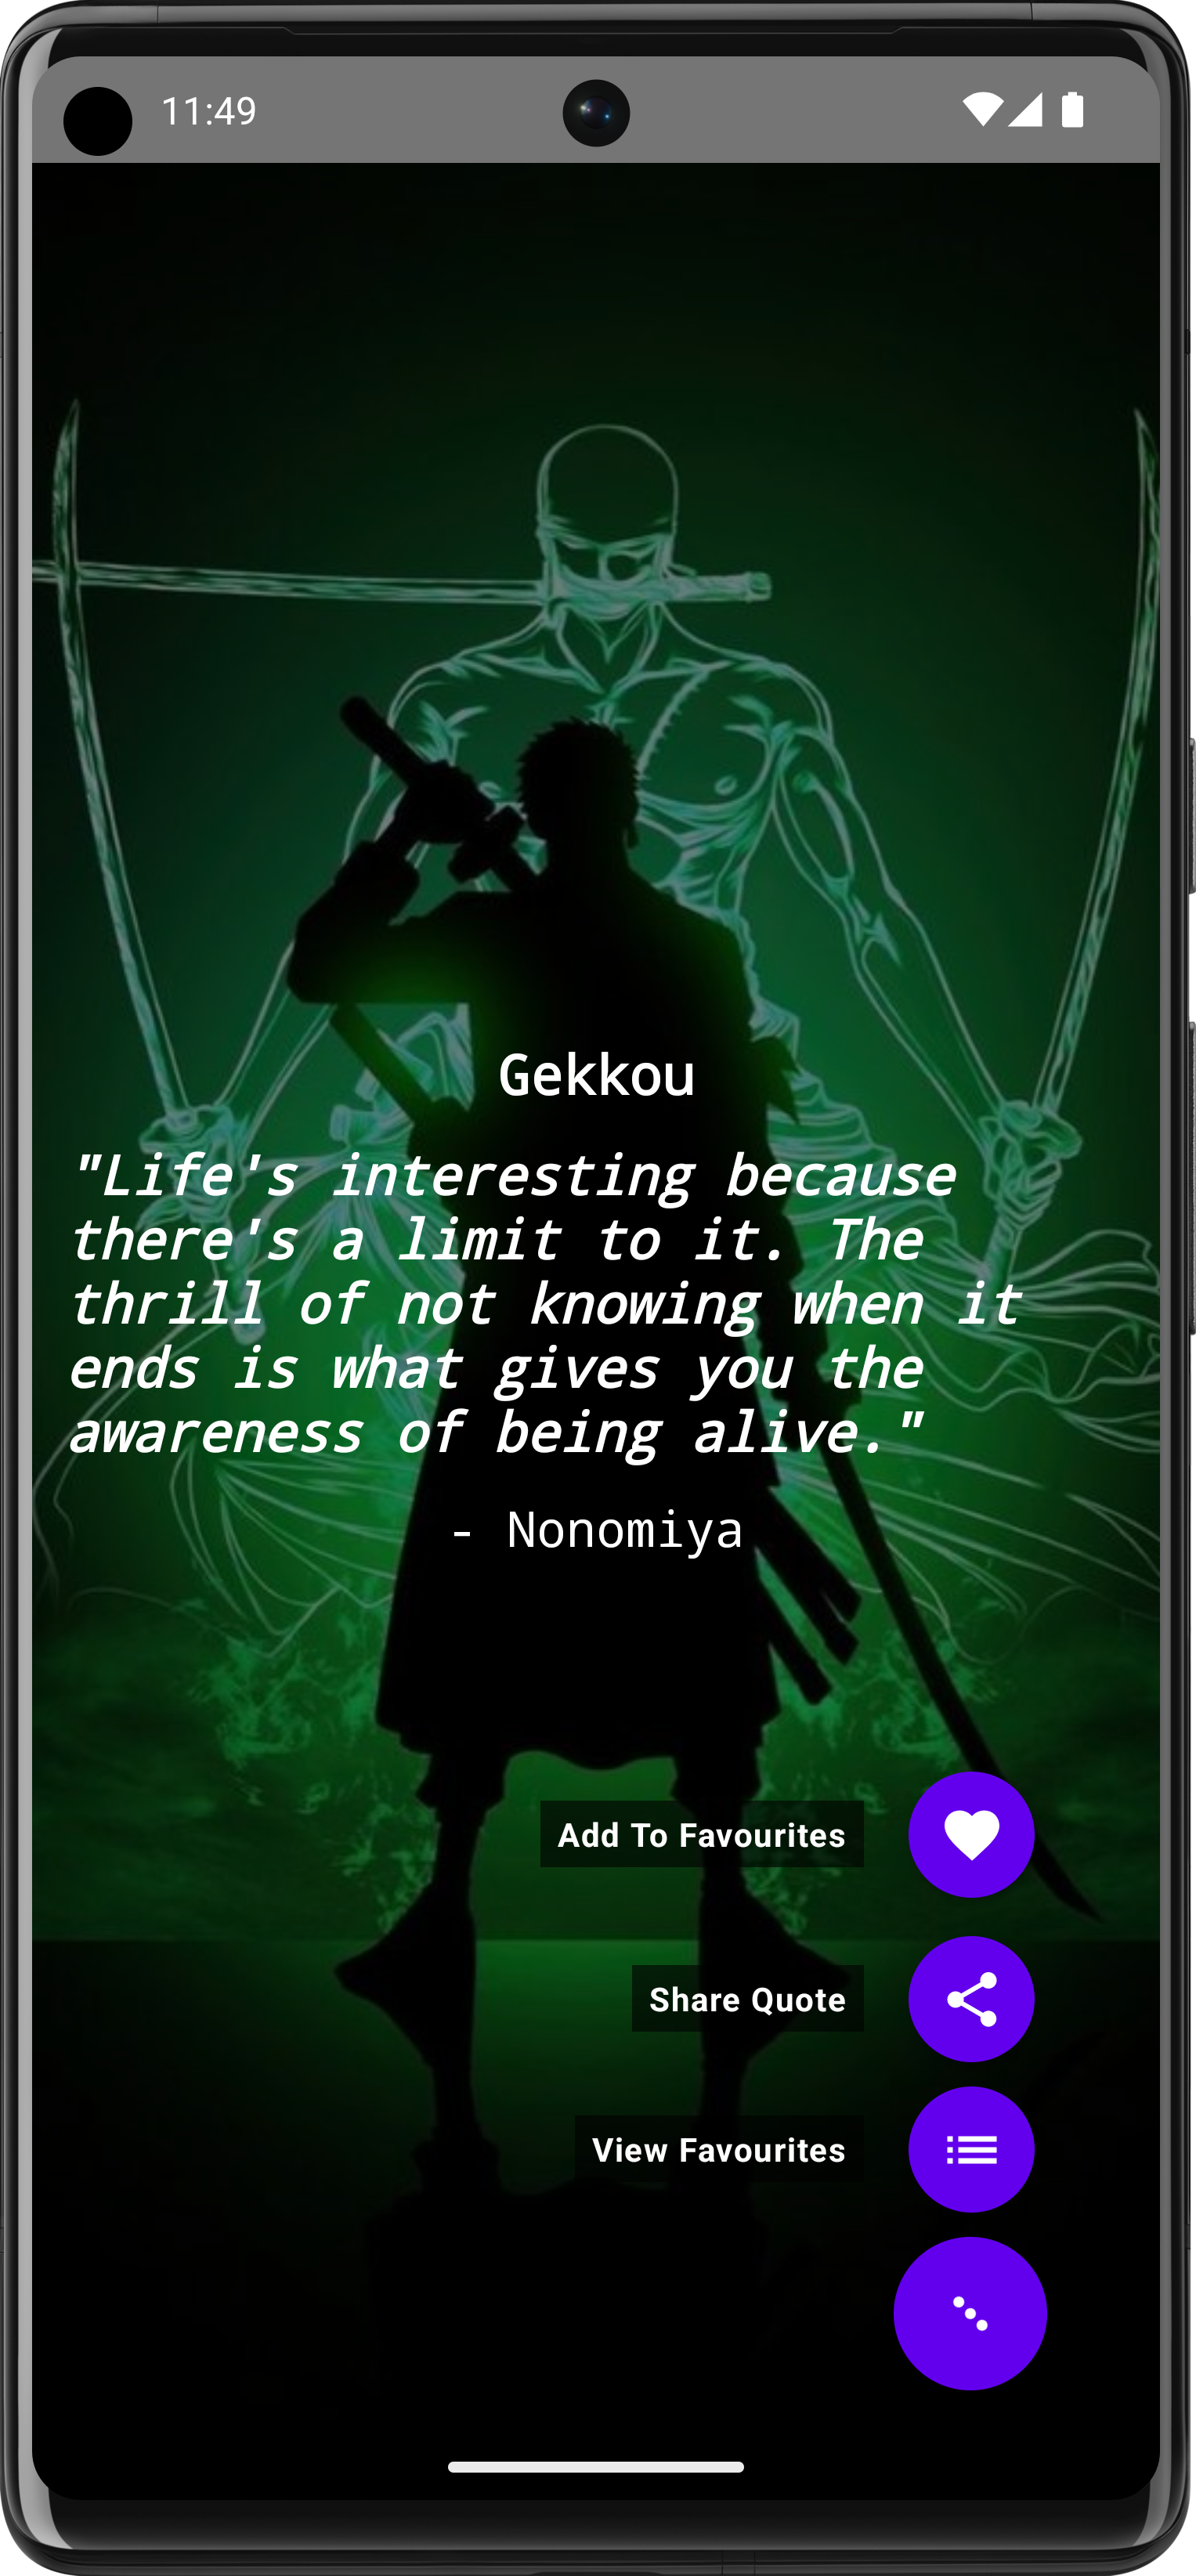 11:49
Gekkou
"Life's interesting because
there's a limit to it. The
thrill of not knowing when it
ends is what gives you the
awareness of being alive."
- Nonomiya
Add To Favourites
Share Quote
View Favourites